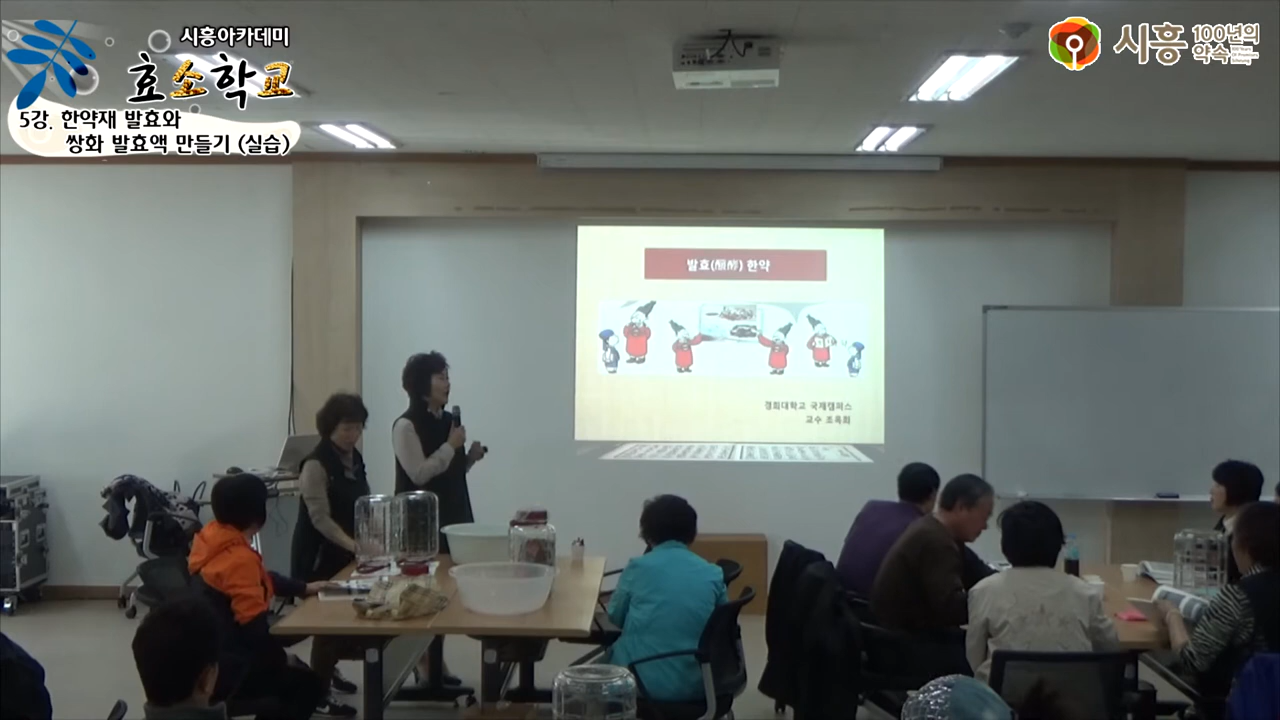 시흥아카데미
효소학교
5강. 한약재 발효와
쌍화 발효액 만들기 (실습)
시흥 100년의 약속
발효(醱酵) 한약
경희대학교 국제캠퍼스
교수 조육희